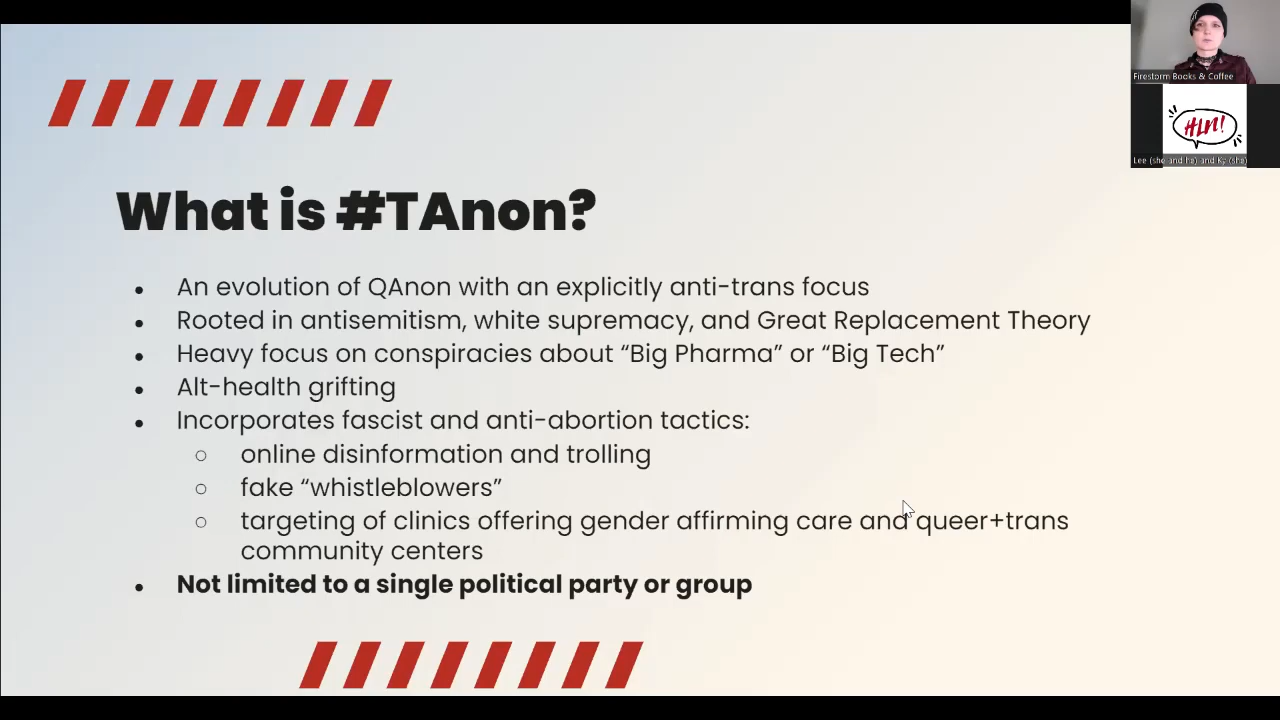 Firestorm Books & Coffee
HLN!
Lee (she and he) and Ky (she)
What is #TAnon?
• An evolution of QAnon with an explicitly anti-trans focus
• Rooted in antisemitism, white supremacy, and Great Replacement Theory
• Heavy focus on conspiracies about “Big Pharma” or “Big Tech”
• Alt-health grifting
• Incorporates fascist and anti-abortion tactics:
○ online disinformation and trolling
○ fake “whistleblowers”
○ targeting of clinics offering gender affirming care and queer+trans
community centers
• Not limited to a single political party or group